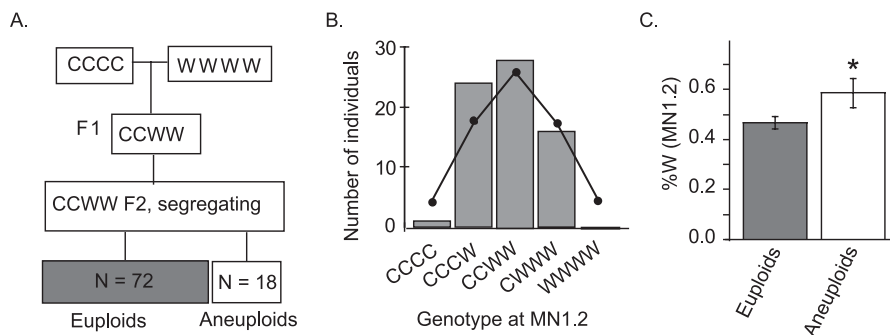 A.
CCCC
WWWW
F1
CCWW
CCWW F2, segregating
N = 72
N = 18
Euploids
Aneuploids
B.
Number of individuals
30
20
10
0
CCCC
CCCW
CCWW
CWWW
WWWW
Genotype at MN1.2
C.
%W (MN1.2)
0.6
0.4
0.2
0.0
*
Euploids
Aneuploids